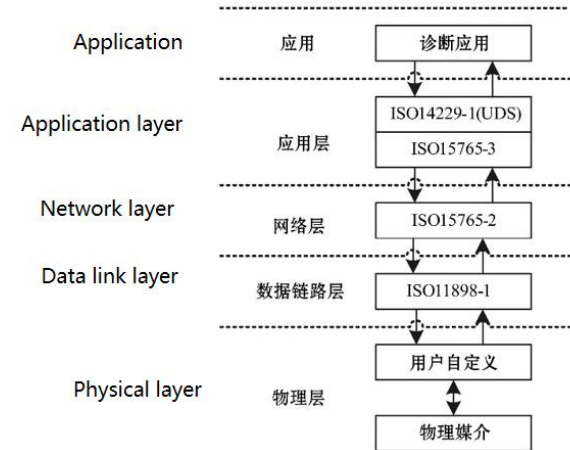 Application 应用 诊断应用
Application layer 应用层 ISO14229-1(UDS)
ISO15765-3
Network layer 网络层 ISO15765-2
Data link layer 数据链路层 ISO11898-1
用户自定义
Physical layer 物理层
物理媒介